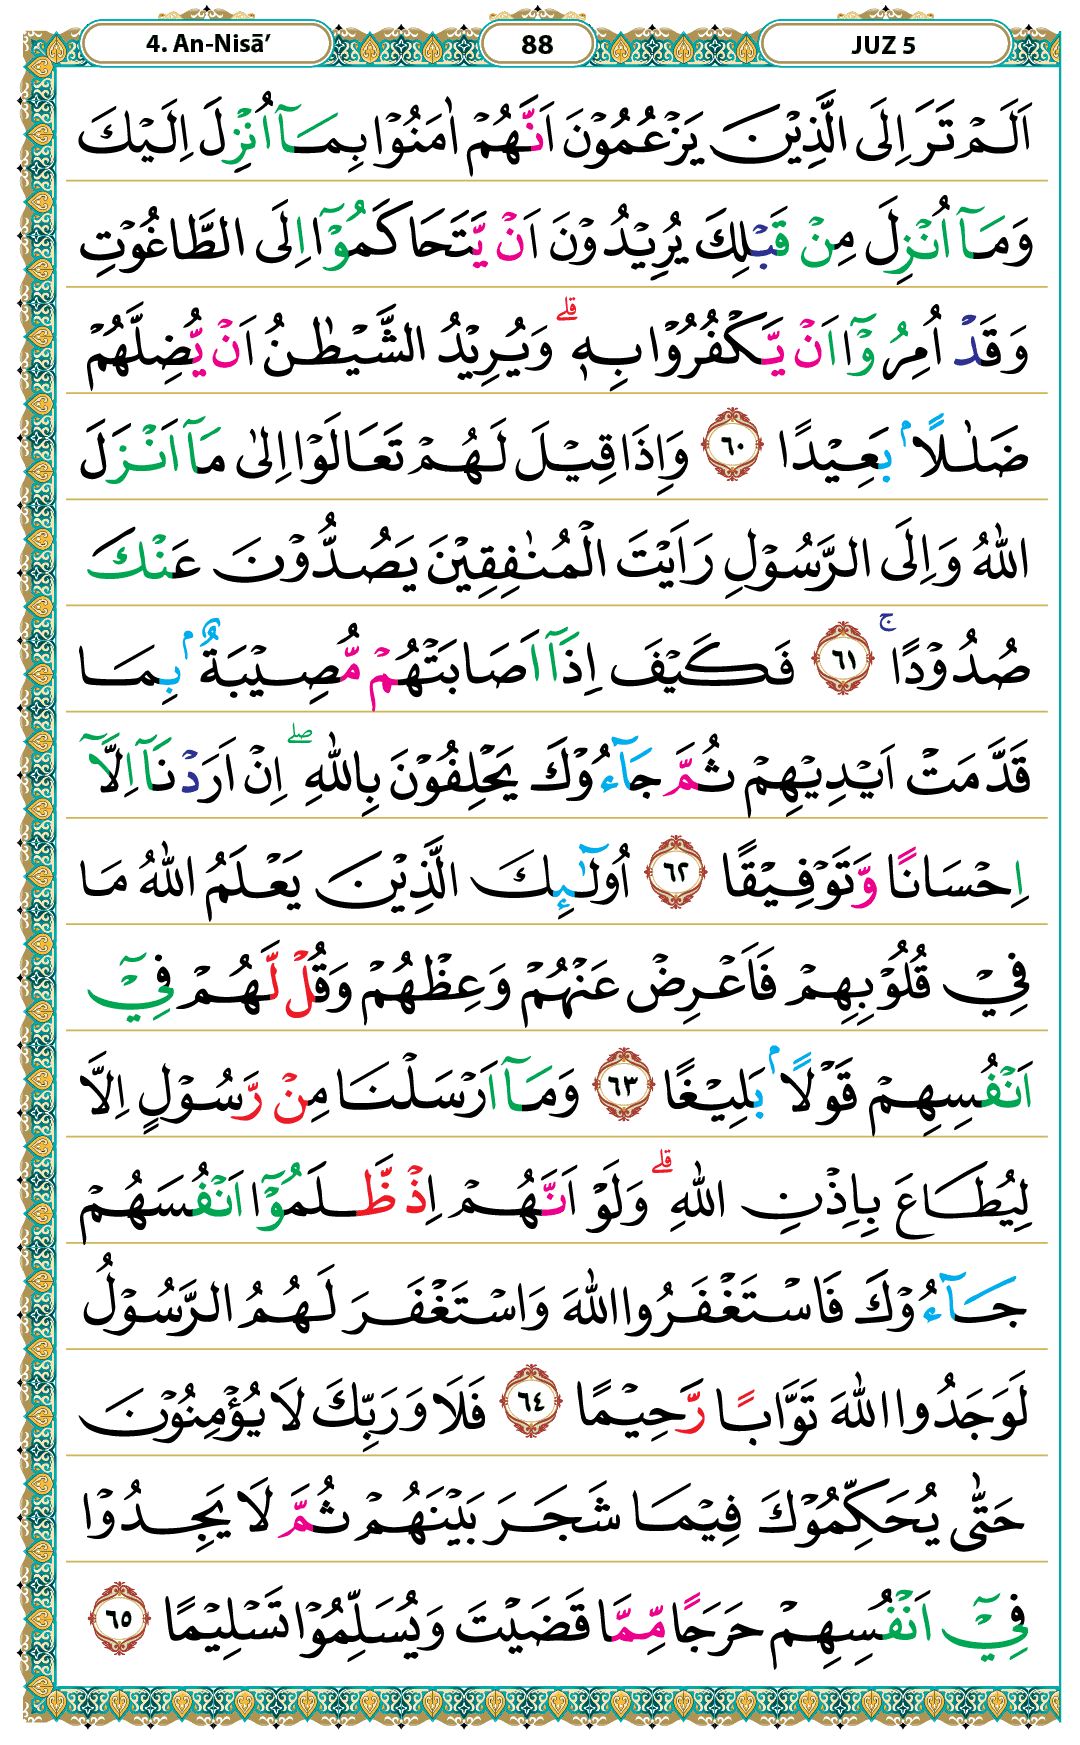 4. An-Nisā’ 88 JUZ 5
اَلَمْ تَرَ اِلَى الَّذِيْنَ يَزْعُمُوْنَ اَنَّهُمْ اٰمَنُوْا بِمَآ اُنْزِلَ اِلَيْكَ
وَمَآ اُنْزِلَ مِنْ قَبْلِكَ يُرِيْدُوْنَ اَنْ يَّتَحَاكَمُوْٓا اِلَى الطَّاغُوْتِ
وَقَدْ اُمِرُوْٓا اَنْ يَّكْفُرُوْا بِهٖۗ وَيُرِيْدُ الشَّيْطٰنُ اَنْ يُّضِلَّهُمْ
ضَلٰلًاۢ بَعِيْدًا ٦٠ وَاِذَا قِيْلَ لَهُمْ تَعَالَوْا اِلٰى مَآ اَنْزَلَ
اللّٰهُ وَاِلَى الرَّسُوْلِ رَاَيْتَ الْمُنٰفِقِيْنَ يَصُدُّوْنَ عَنْكَ
صُدُوْدًاۚ ٦١ فَكَيْفَ اِذَآ اَصَابَتْهُمْ مُّصِيْبَةٌ ۢبِمَا
قَدَّمَتْ اَيْدِيْهِمْ ثُمَّ جَآءُوْكَ يَحْلِفُوْنَ بِاللّٰهِ ۖاِنْ اَرَدْنَآ اِلَّآ
اِحْسَانًا وَّتَوْفِيْقًا ٦٢ اُولٰۤىِٕكَ الَّذِيْنَ يَعْلَمُ اللّٰهُ مَا
فِيْ قُلُوْبِهِمْ فَاَعْرِضْ عَنْهُمْ وَعِظْهُمْ وَقُلْ لَّهُمْ فِيْٓ
اَنْفُسِهِمْ قَوْلًاۢ بَلِيْغًا ٦٣ وَمَآ اَرْسَلْنَا مِنْ رَّسُوْلٍ اِلَّا
لِيُطَاعَ بِاِذْنِ اللّٰهِ ۗوَلَوْ اَنَّهُمْ اِذْ ظَّلَمُوْٓا اَنْفُسَهُمْ
جَآءُوْكَ فَاسْتَغْفَرُوا اللّٰهَ وَاسْتَغْفَرَ لَهُمُ الرَّسُوْلُ
لَوَجَدُوا اللّٰهَ تَوَّابًا رَّحِيْمًا ٦٤ فَلَا وَرَبِّكَ لَا يُؤْمِنُوْنَ
حَتّٰى يُحَكِّمُوْكَ فِيْمَا شَجَرَ بَيْنَهُمْ ثُمَّ لَا يَجِدُوْا
فِيْٓ اَنْفُسِهِمْ حَرَجًا مِّمَّا قَضَيْتَ وَيُسَلِّمُوْا تَسْلِيْمًا ٦٥